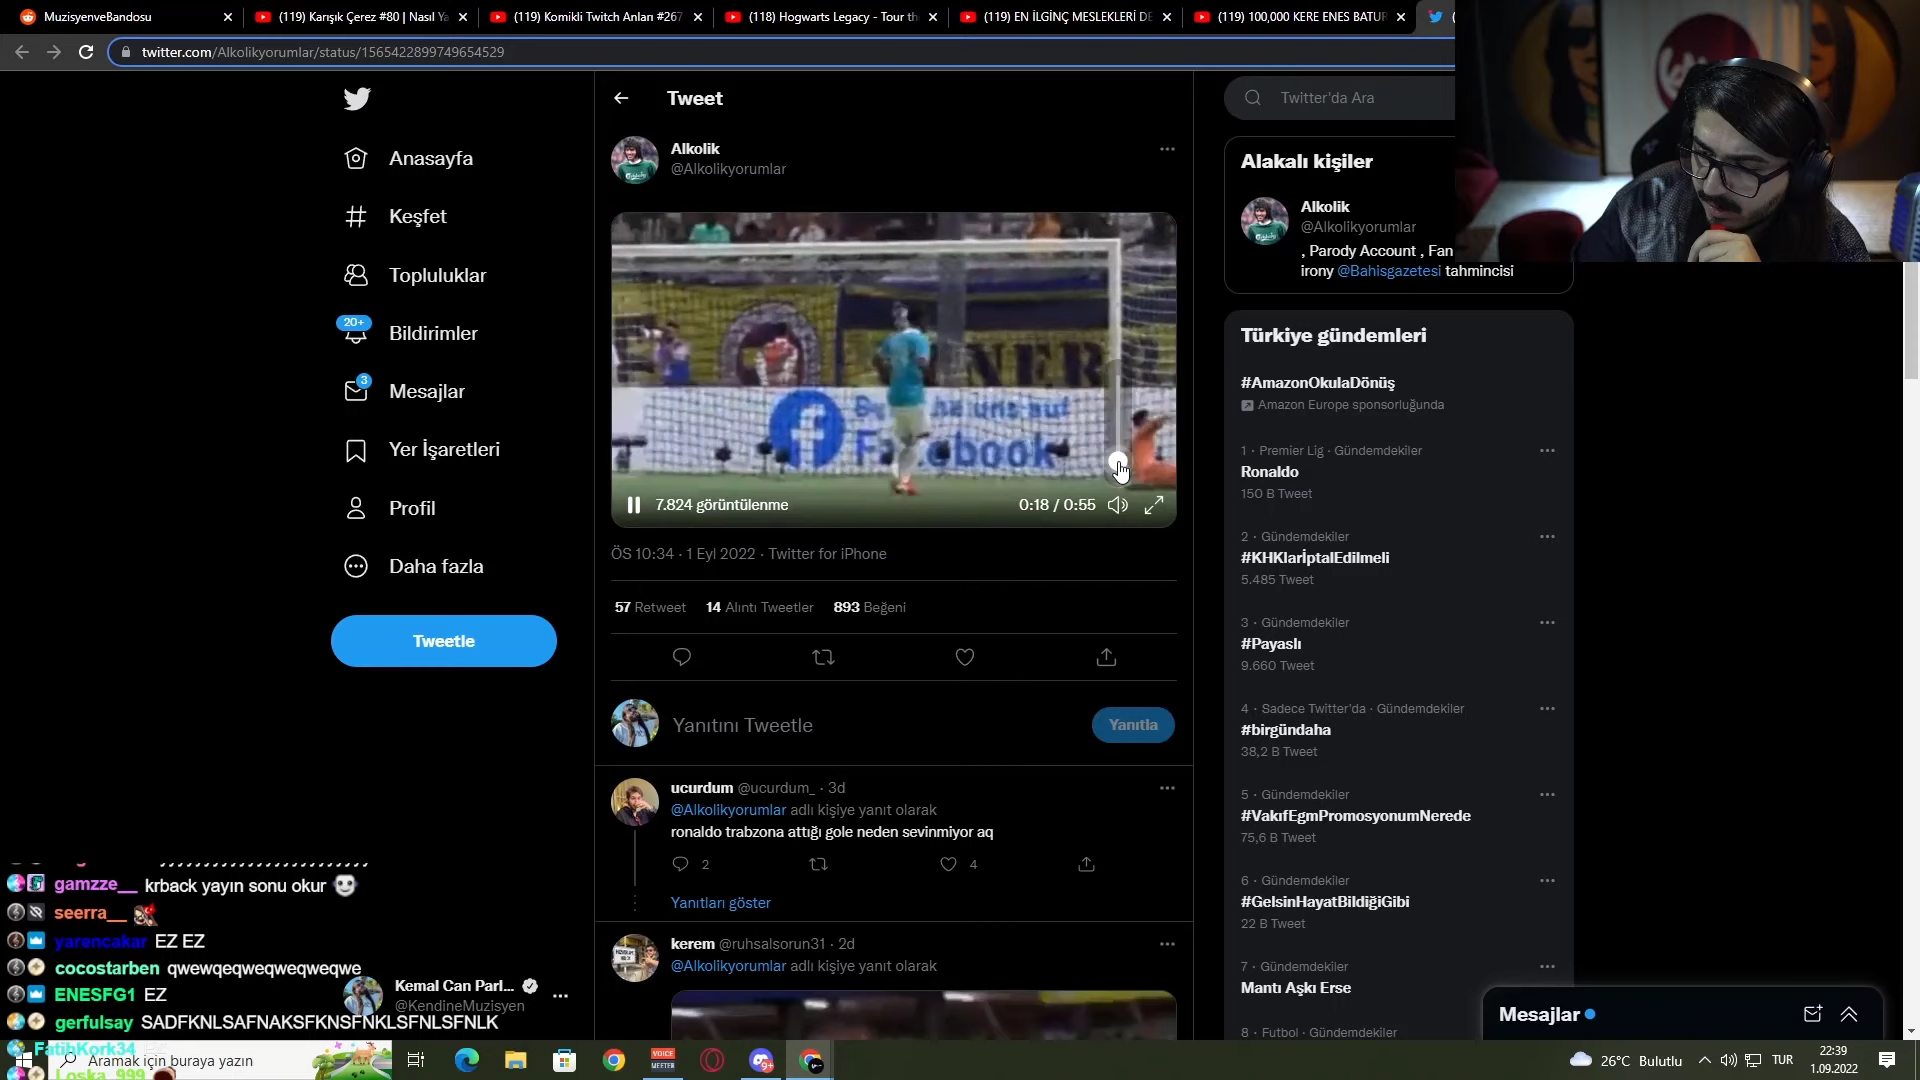 MuzisyenveBandosu
(119) Karışık Çerez #80 | Nasıl Ya
(119) Komikli Twitch Anları #267
(118) Hogwarts Legacy - Tour th
(119) EN İLGİNÇ MESLEKLERİ DE
(119) 100,000 KERE ENES BATUR
twitter.com/Alkolikyorumlar/status/1565422899749654529
Anasayfa
Keşfet
Topluluklar
20+
Bildirimler
3
Mesajlar
Yer İşaretleri
Profil
Daha fazla
Tweetle
Kemal Can Parl...
@KendineMuzisyen
Tweet
Alkolik
@Alkolikyorumlar
NER
Facebook
7.824 görüntülenme
0:18 / 0:55
ÖS 10:34 · 1 Eyl 2022 · Twitter for iPhone
57 Retweet 14 Alıntı Tweetler 893 Beğeni
Yanıtını Tweetle
Yanıtla
ucurdum @ucurdum_ · 3d
@Alkolikyorumlar adlı kişiye yanıt olarak
ronaldo trabzona attığı gole neden sevinmiyor aq
2
4
Yanıtları göster
kerem @ruhsalsorun31 · 2d
@Alkolikyorumlar adlı kişiye yanıt olarak
Twitter'da Ara
Alakalı kişiler
Alkolik
@Alkolikyorumlar
, Parody Account , Fan
irony @Bahisgazetesi tahmincisi
Türkiye gündemleri
#AmazonOkulaDönüş
Amazon Europe sponsorluğunda
1 · Premier Lig · Gündemdekiler
Ronaldo
150 B Tweet
2 · Gündemdekiler
#KHKlarİptalEdilmeli
5.485 Tweet
3 · Gündemdekiler
#Payaslı
9.660 Tweet
4 · Sadece Twitter'da · Gündemdekiler
#birgündaha
38,2 B Tweet
5 · Gündemdekiler
#VakıfEgmPromosyonumNerede
75,6 B Tweet
6 · Gündemdekiler
#GelsinHayatBildiğiGibi
22 B Tweet
7 · Gündemdekiler
Mantı Aşkı Erse
8 · Futbol · Gündemdekiler
Mesajlar
gamzze__ krback yayın sonu okur
seerra__
yarencakar EZ EZ
cocostarben qwewqeqweqweqweqwe
ENESFG1 EZ
gerfulsay SADFKNLSAFNAKSFKNSFNKLSFNLSFNLK
FatihKork34
Loska_999
Aramak için buraya yazın
VOICE
MEETER
9+
26°C Bulutlu
TUR
22:39
1.09.2022